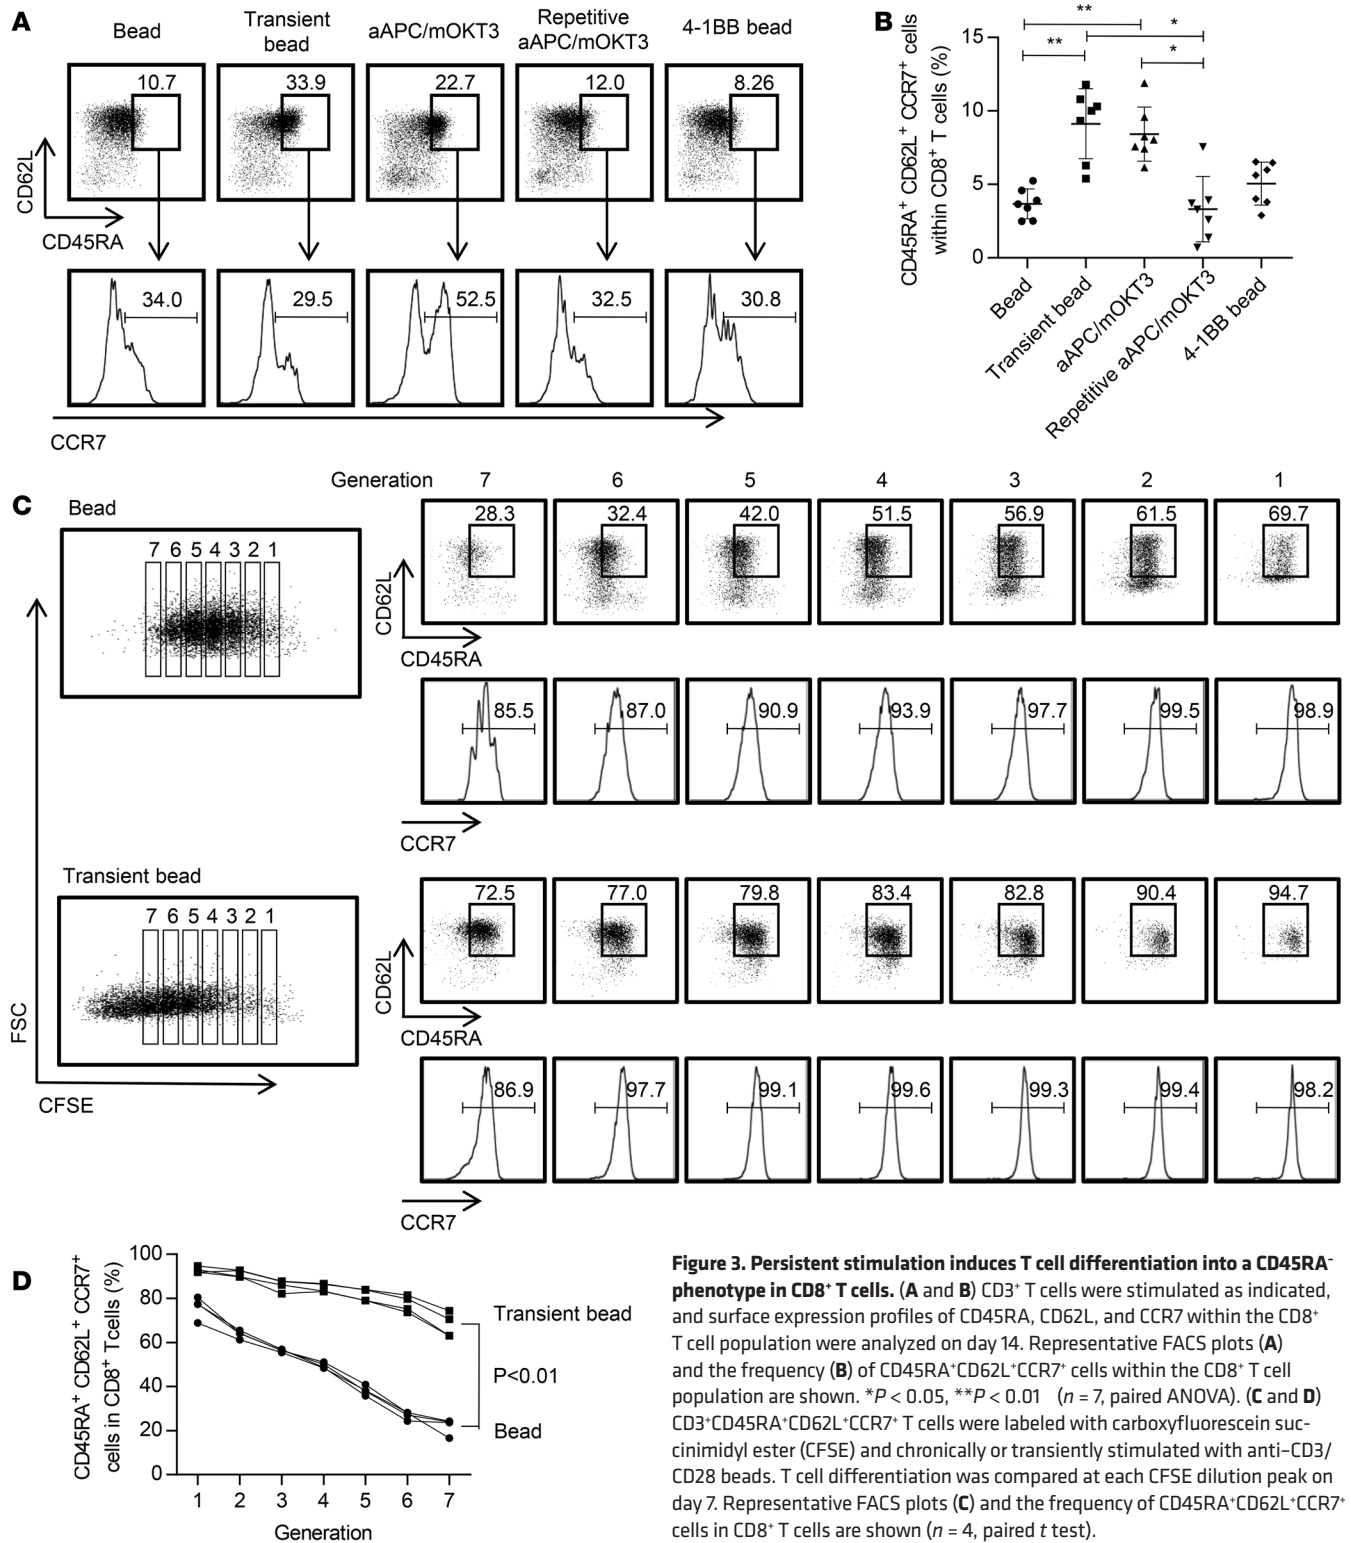 A
Bead
Transient
bead
aAPC/mOKT3
Repetitive
aAPC/mOKT3
4-1BB bead
10.7
33.9
22.7
12.0
8.26
CD62L
CD45RA
34.0
29.5
52.5
32.5
30.8
CCR7
B
CD45RA+ CD62L+ CCR7+ cells
within CD8+ T cells (%)
15
10
5
0
** * ** *
Bead
Transient bead
aAPC/mOKT3
Repetitive aAPC/mOKT3
4-1BB bead
C
Generation 7 6 5 4 3 2 1
Bead
7 6 5 4 3 2 1
28.3 32.4 42.0 51.5 56.9 61.5 69.7
CD62L
CD45RA
85.5 87.0 90.9 93.9 97.7 99.5 98.9
CCR7
Transient bead
7 6 5 4 3 2 1
72.5 77.0 79.8 83.4 82.8 90.4 94.7
CD62L
CD45RA
86.9 97.7 99.1 99.6 99.3 99.4 98.2
CCR7
FSC
CFSE
D
CD45RA+ CD62L+ CCR7+
cells in CD8+ Tcells (%)
100
80
60
40
20
0
1 2 3 4 5 6 7
Generation
Transient bead
P<0.01
Bead
Figure 3. Persistent stimulation induces T cell differentiation into a CD45RA–
phenotype in CD8+ T cells. (A and B) CD3+ T cells were stimulated as indicated,
and surface expression profiles of CD45RA, CD62L, and CCR7 within the CD8+
T cell population were analyzed on day 14. Representative FACS plots (A)
and the frequency (B) of CD45RA+CD62L+CCR7+ cells within the CD8+ T cell
population are shown. *P < 0.05, **P < 0.01 (n = 7, paired ANOVA). (C and D)
CD3+CD45RA+CD62L+CCR7+ T cells were labeled with carboxyfluorescein suc-
cinimidyl ester (CFSE) and chronically or transiently stimulated with anti–CD3/
CD28 beads. T cell differentiation was compared at each CFSE dilution peak on
day 7. Representative FACS plots (C) and the frequency of CD45RA+CD62L+CCR7+
cells in CD8+ T cells are shown (n = 4, paired t test).